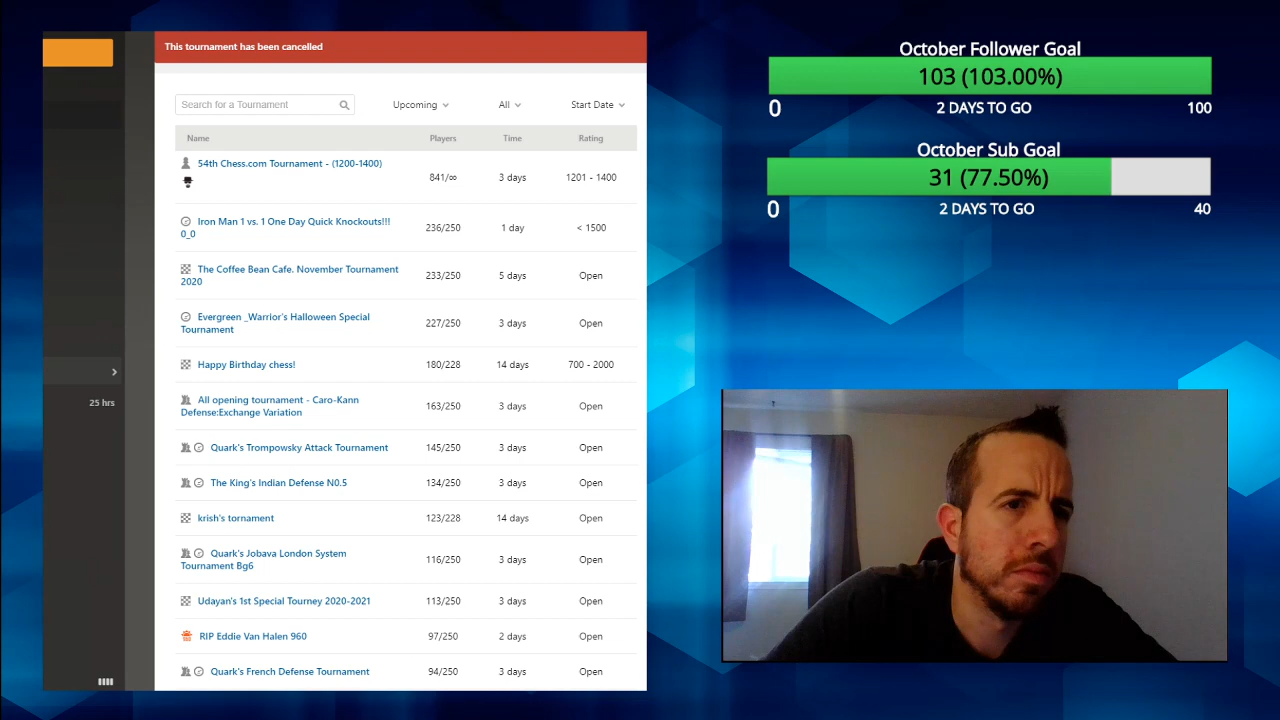 This tournament has been cancelled
Search for a Tournament
Upcoming
All
Start Date
Name
Players
Time
Rating
54th Chess.com Tournament - (1200-1400)
841/∞
3 days
1201 - 1400
Iron Man 1 vs. 1 One Day Quick Knockouts!!!
0_0
236/250
1 day
< 1500
The Coffee Bean Cafe. November Tournament
2020
233/250
5 days
Open
Evergreen _Warrior's Halloween Special
Tournament
227/250
3 days
Open
Happy Birthday chess!
180/228
14 days
700 - 2000
All opening tournament - Caro-Kann
Defense:Exchange Variation
163/250
3 days
Open
Quark's Trompowsky Attack Tournament
145/250
3 days
Open
The King's Indian Defense N0.5
134/250
3 days
Open
krish's tornament
123/228
14 days
Open
Quark's Jobava London System
Tournament Bg6
116/250
3 days
Open
Udayan's 1st Special Tourney 2020-2021
113/250
3 days
Open
RIP Eddie Van Halen 960
97/250
2 days
Open
Quark's French Defense Tournament
94/250
3 days
Open
25 hrs
October Follower Goal
103 (103.00%)
0
2 DAYS TO GO
100
October Sub Goal
31 (77.50%)
0
2 DAYS TO GO
40